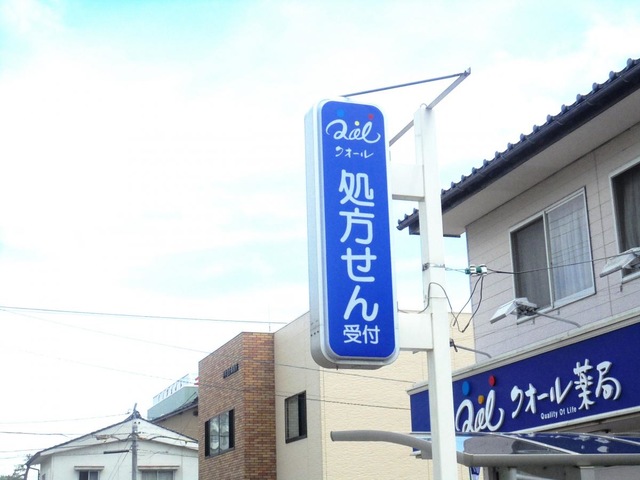 Qol
クオール
処方せん
受付
Qol クオール薬局
Quality Of Life